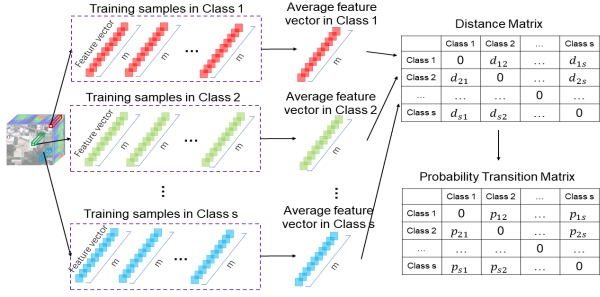 Training samples in Class 1
Feature vector
m
m
m
...
Average feature
vector in Class 1
m
Training samples in Class 2
Feature vector
m
m
m
...
Average feature
vector in Class 2
m
...
...
Training samples in Class s
Feature vector
m
m
m
...
Average feature
vector in Class s
m
Distance Matrix
Class 1 Class 2 ... Class s
Class 1 0 d12 ... d1s
Class 2 d21 0 ... d2s
... ... ... 0 ...
Class s ds1 ds2 ... 0
Probability Transition Matrix
Class 1 Class 2 ... Class s
Class 1 0 p12 ... p1s
Class 2 p21 0 ... p2s
... ... ... 0 ...
Class s ps1 ps2 ... 0